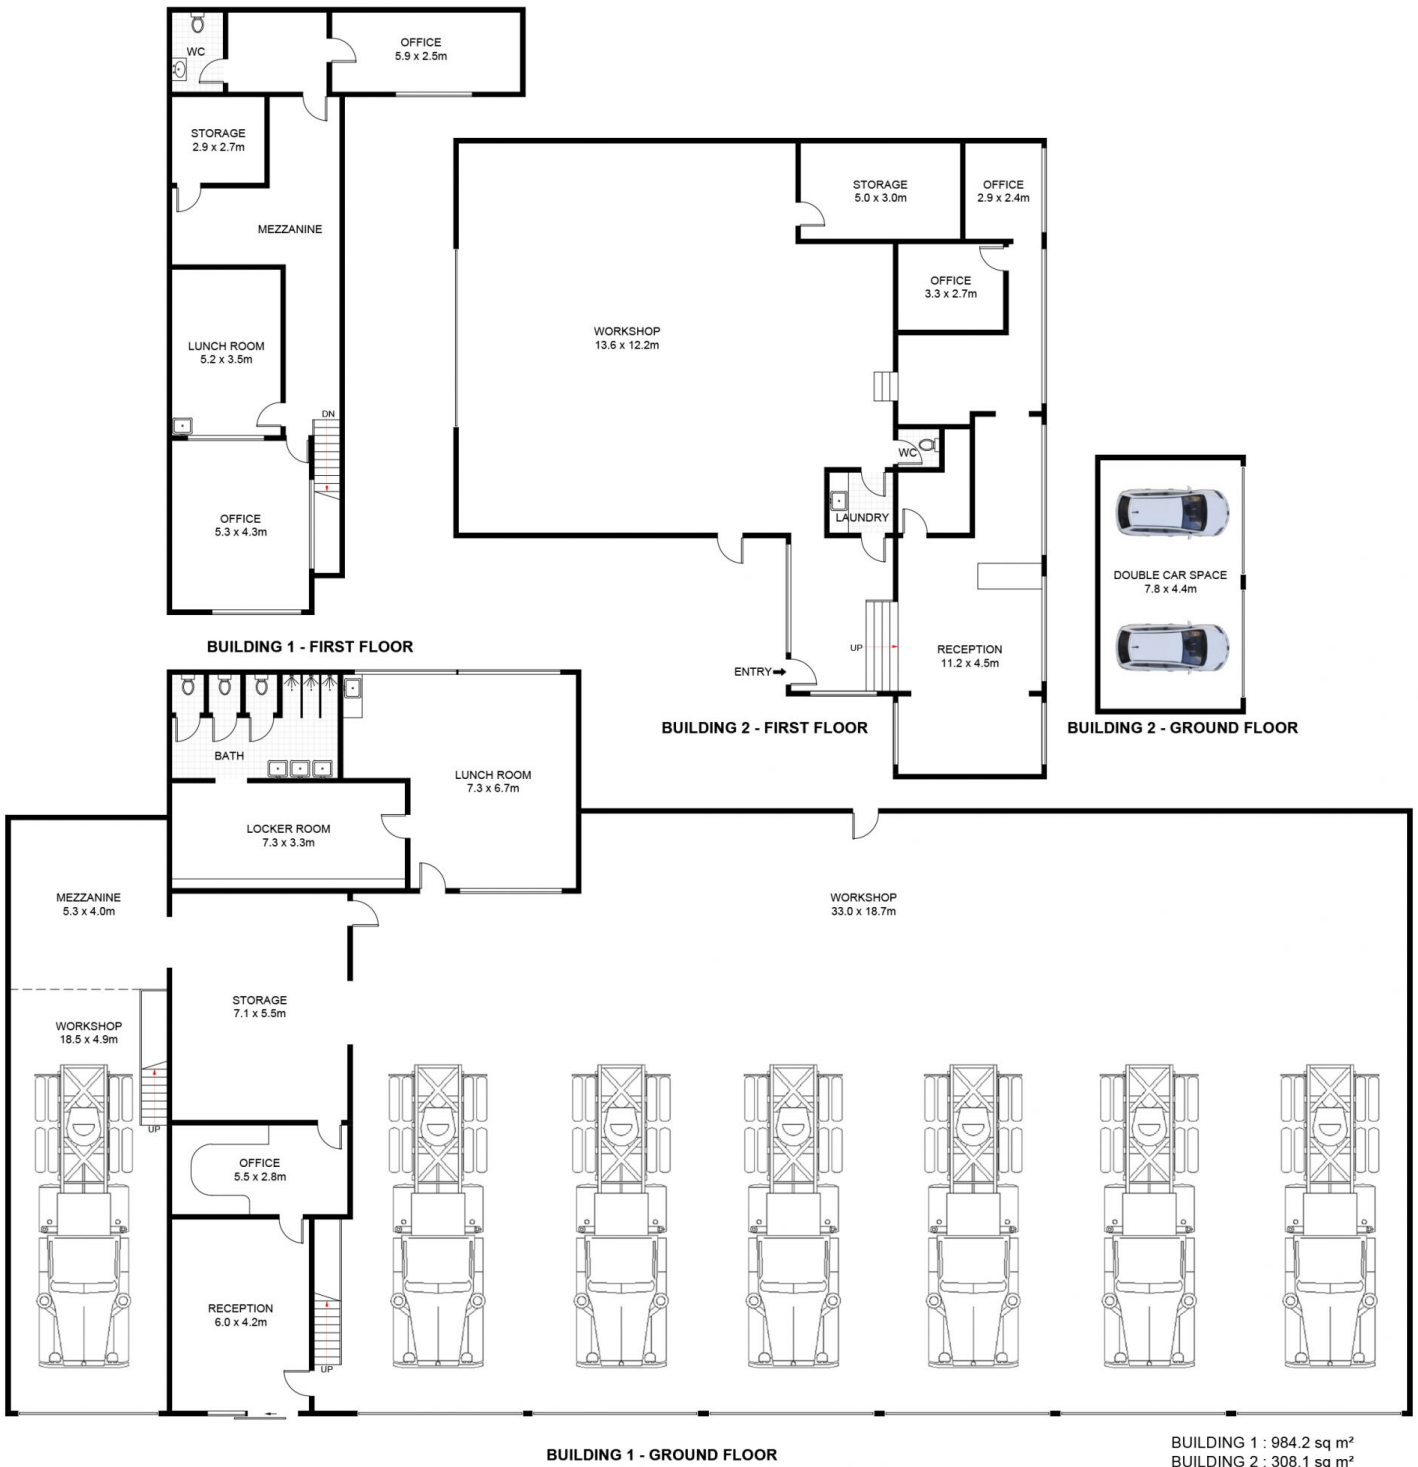 WC
OFFICE
5.9 x 2.5m
STORAGE
2.9 x 2.7m
MEZZANINE
LUNCH ROOM
5.2 x 3.5m
DN
OFFICE
5.3 x 4.3m
BUILDING 1 - FIRST FLOOR
STORAGE
5.0 x 3.0m
OFFICE
2.9 x 2.4m
OFFICE
3.3 x 2.7m
WORKSHOP
13.6 x 12.2m
WC
LAUNDRY
UP
ENTRY
RECEPTION
11.2 x 4.5m
BUILDING 2 - FIRST FLOOR
DOUBLE CAR SPACE
7.8 x 4.4m
BUILDING 2 - GROUND FLOOR
BATH
LUNCH ROOM
7.3 x 6.7m
LOCKER ROOM
7.3 x 3.3m
MEZZANINE
5.3 x 4.0m
WORKSHOP
33.0 x 18.7m
STORAGE
7.1 x 5.5m
WORKSHOP
18.5 x 4.9m
UP
OFFICE
5.5 x 2.8m
RECEPTION
6.0 x 4.2m
UP
BUILDING 1 - GROUND FLOOR
BUILDING 1 : 984.2 sq m²
BUILDING 2 : 308.1 sq m²